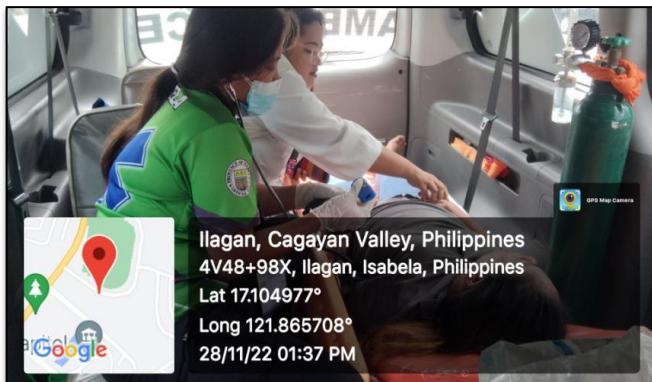 AMBULANCE
GPS Map Camera
Ilagan, Cagayan Valley, Philippines
4V48+98X, Ilagan, Isabela, Philippines
Lat 17.104977°
Long 121.865708°
28/11/22 01:37 PM
Google